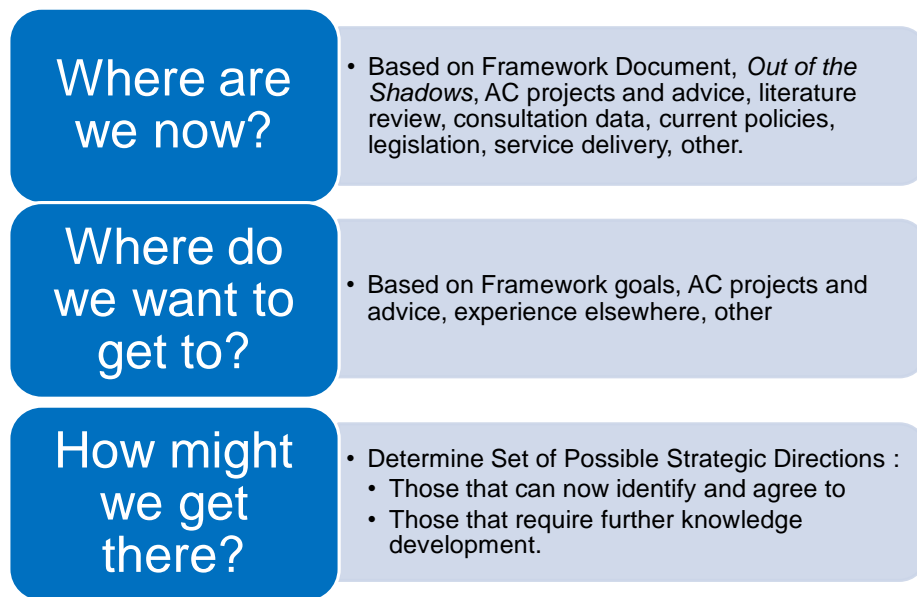 Where are
we now?
• Based on Framework Document, Out of the
Shadows, AC projects and advice, literature
review, consultation data, current policies,
legislation, service delivery, other.
Where do
we want to
get to?
• Based on Framework goals, AC projects and
advice, experience elsewhere, other
How might
we get
there?
• Determine Set of Possible Strategic Directions :
• Those that can now identify and agree to
• Those that require further knowledge
development.